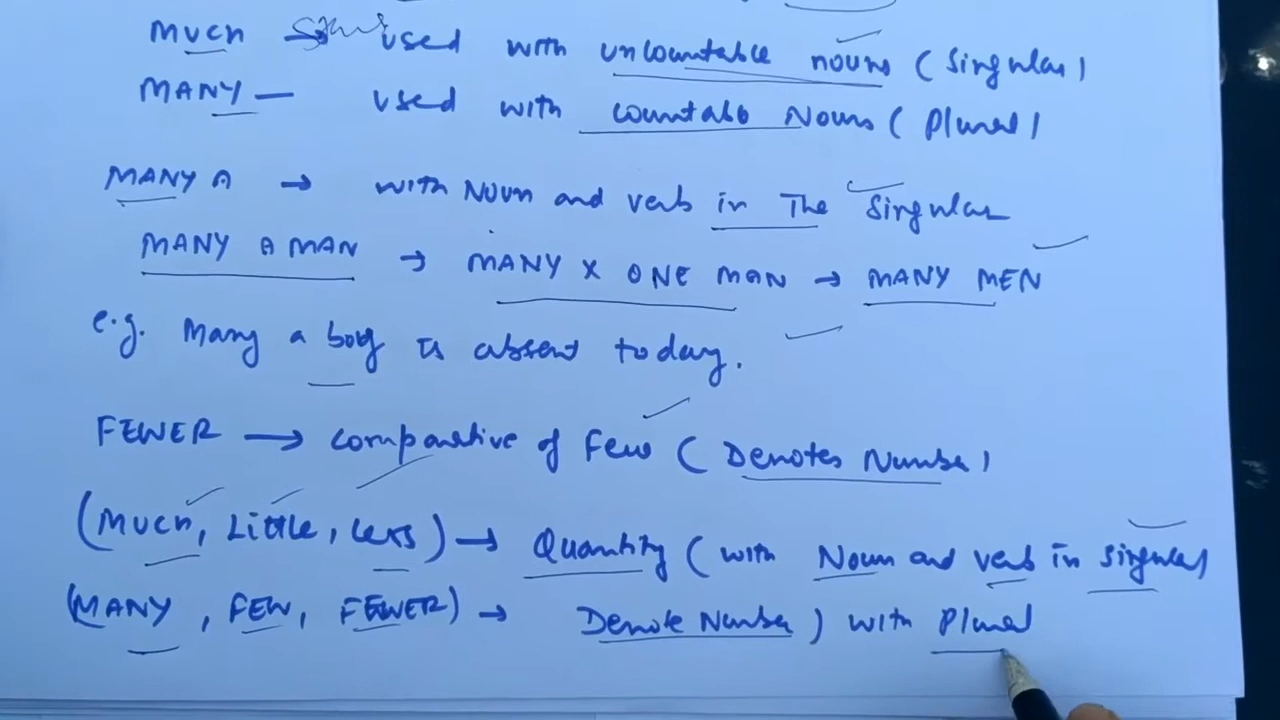 MUCH → used with uncountable nouns (Singular)
MANY — used with countabl Nouns (Plural)
MANY A → with Noun and verb in The Singular
MANY A MAN → MANY X ONE MAN → MANY MEN
e.g. Many a boy is absent today.
FEWER → comparative of Few (Denotes Number)
(Much, Little, Less) → Quantity (with Noun and verb in singular
(MANY, FEW, FEWER) → Denote Number) with Plural